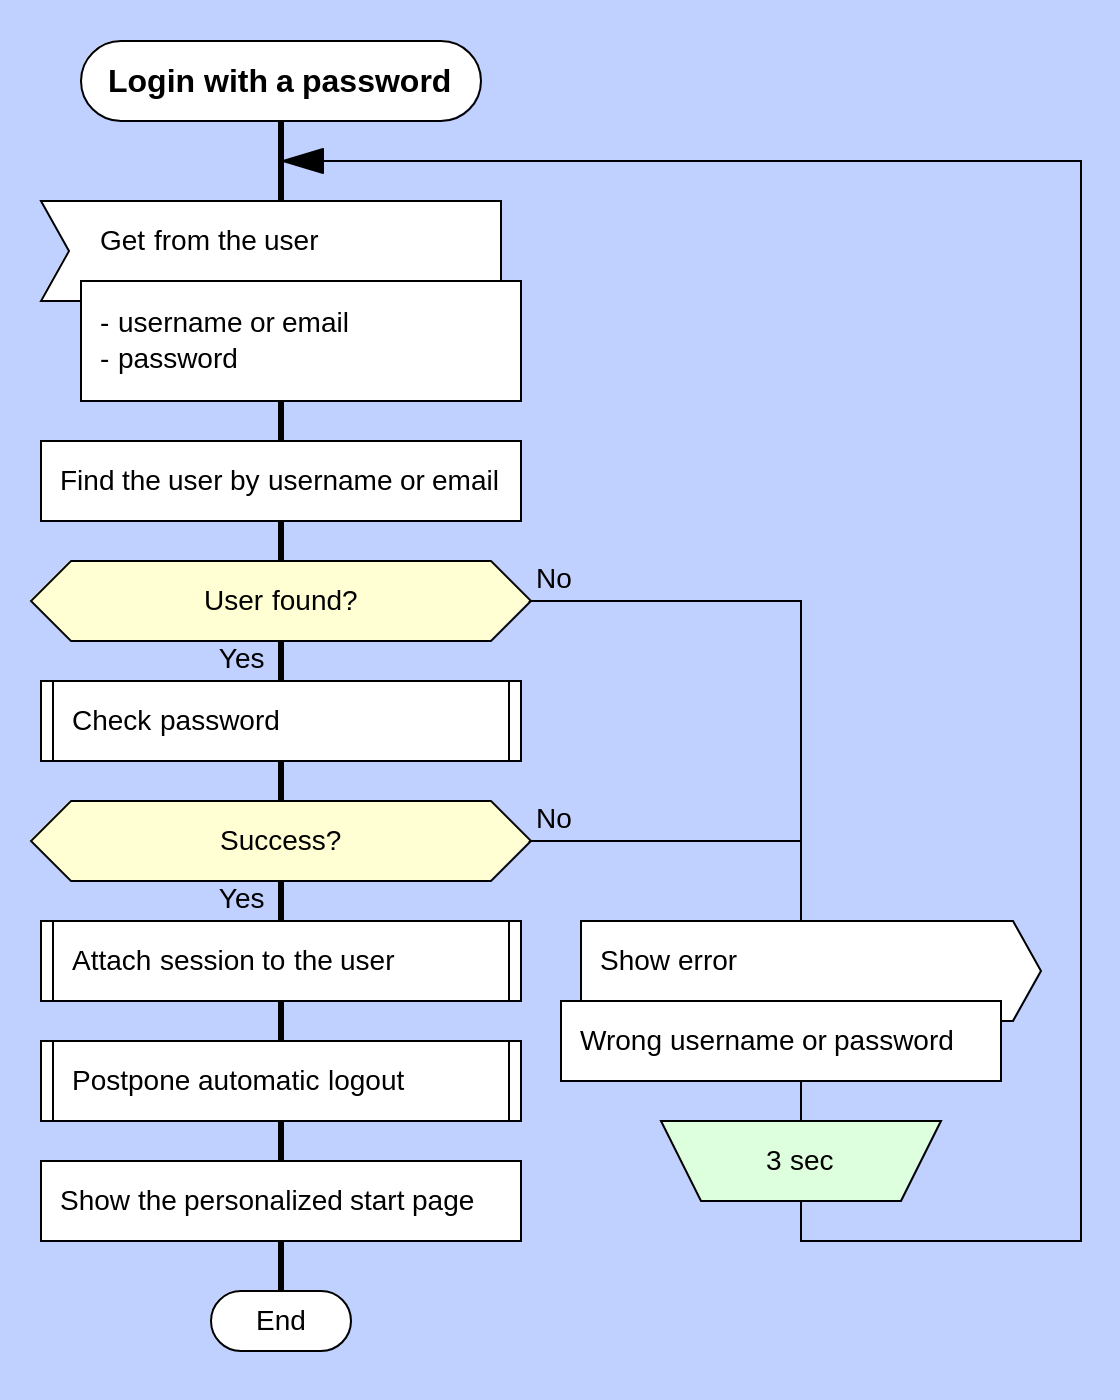 Login with a password
Get from the user
- username or email
- password
Find the user by username or email
User found?
No
Yes
Check password
Success?
No
Yes
Attach session to the user
Postpone automatic logout
Show the personalized start page
End
Show error
Wrong username or password
3 sec